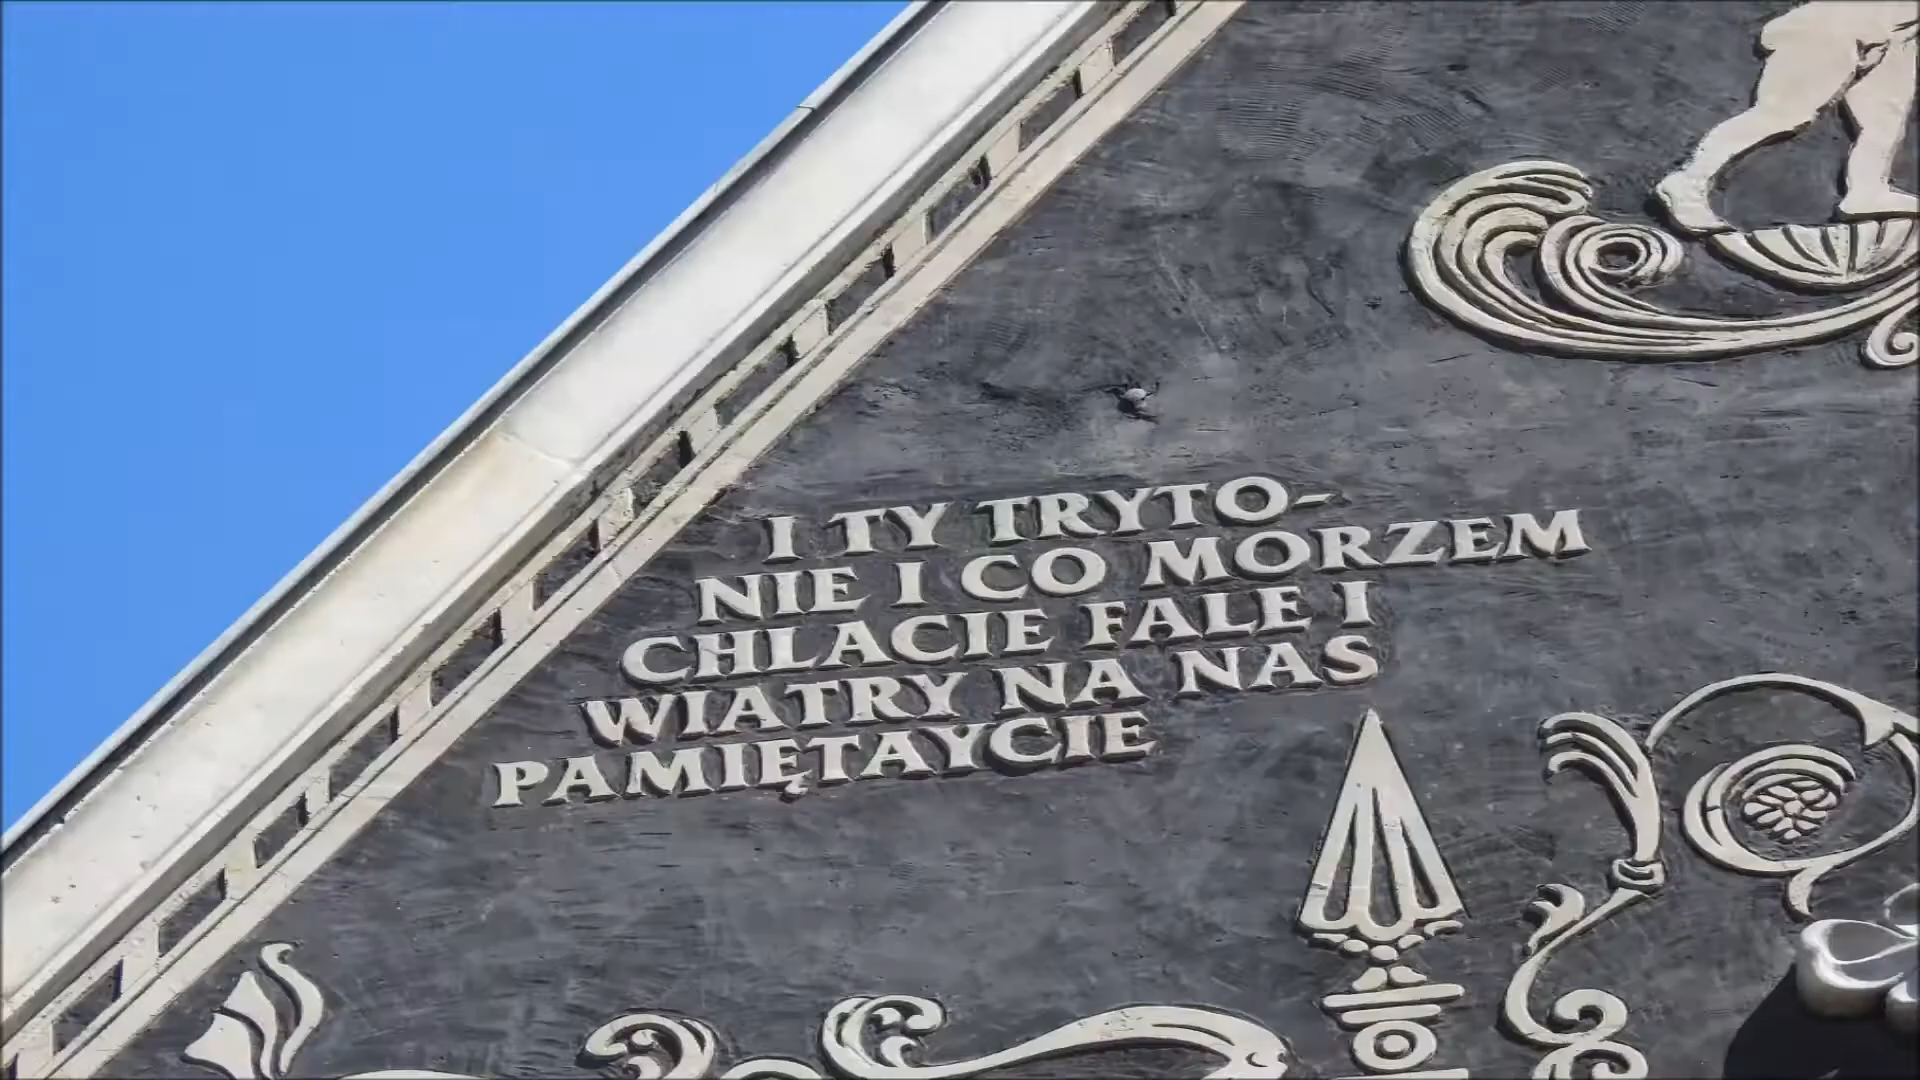 I TY TRYTO-
NIE I CO MORZEM
CHLACIE FALE I
WIATRY NA NAS
PAMIĘTAYCIE